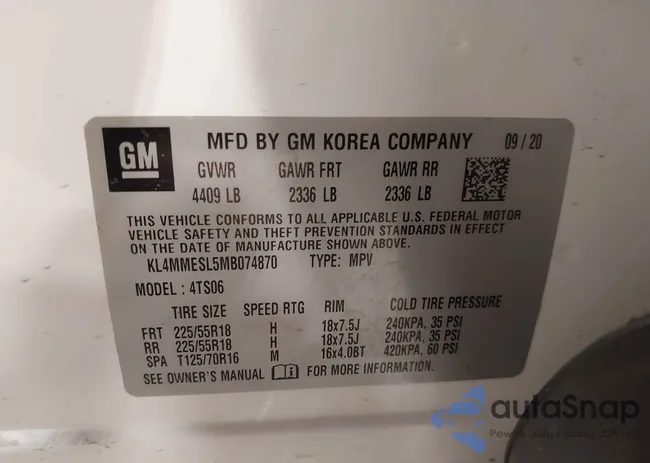 GM
MFD BY GM KOREA COMPANY 09 / 20
GVWR GAWR FRT GAWR RR
4409 LB 2336 LB 2336 LB
THIS VEHICLE CONFORMS TO ALL APPLICABLE U.S. FEDERAL MOTOR
VEHICLE SAFETY AND THEFT PREVENTION STANDARDS IN EFFECT
ON THE DATE OF MANUFACTURE SHOWN ABOVE.
KL4MMESL5MB074870 TYPE: MPV
MODEL : 4TS06
TIRE SIZE SPEED RTG RIM COLD TIRE PRESSURE
FRT 225/55R18 H 18x7.5J 240KPA, 35 PSI
RR 225/55R18 H 18x7.5J 240KPA, 35 PSI
SPA T125/70R16 M 16x4.0BT 420KPA, 60 PSI
SEE OWNER'S MANUAL FOR MORE INFORMATION.
autoSnap
Pewne auta z aukcji USA